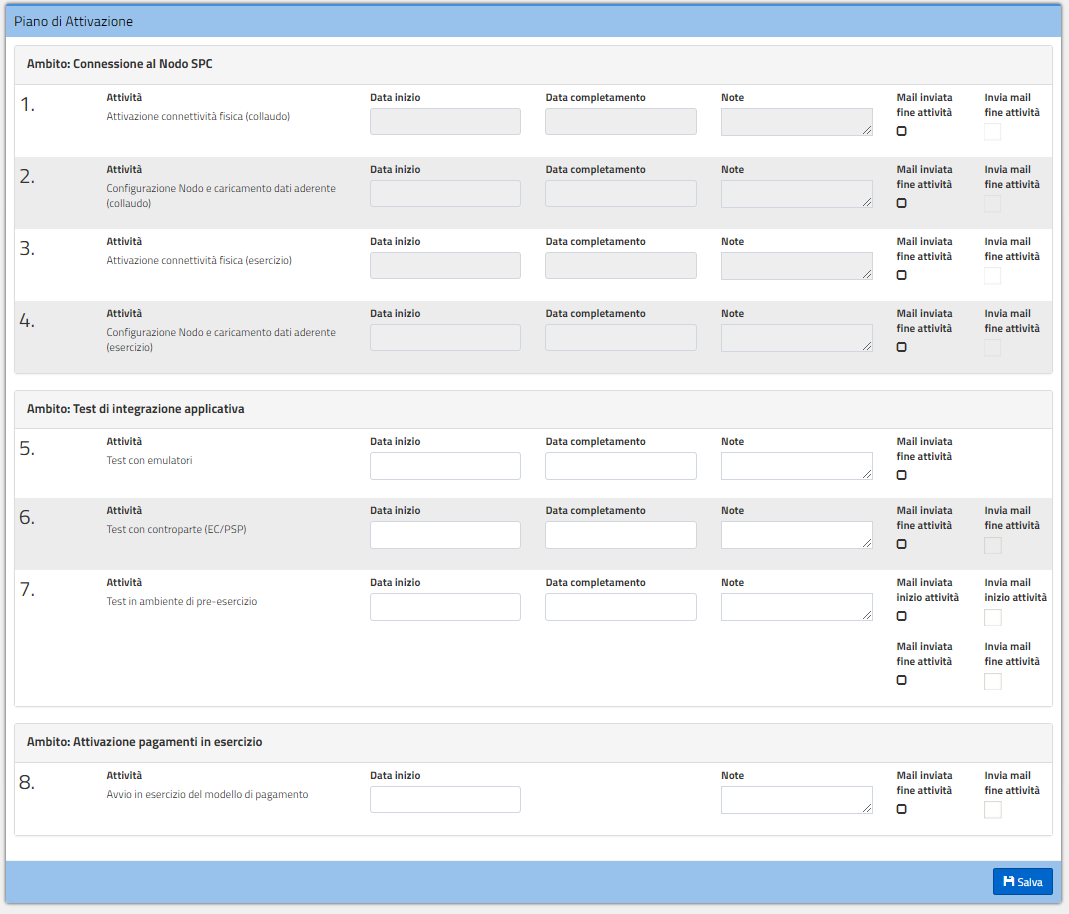 Piano di Attivazione
Ambito: Connessione al Nodo SPC
1.
Attività
Attivazione connettività fisica (collaudo)
Data inizio
Data completamento
Note
Mail inviata
fine attività
Invia mail
fine attività
2.
Attività
Configurazione Nodo e caricamento dati aderente
(collaudo)
Data inizio
Data completamento
Note
Mail inviata
fine attività
Invia mail
fine attività
3.
Attività
Attivazione connettività fisica (esercizio)
Data inizio
Data completamento
Note
Mail inviata
fine attività
Invia mail
fine attività
4.
Attività
Configurazione Nodo e caricamento dati aderente
(esercizio)
Data inizio
Data completamento
Note
Mail inviata
fine attività
Invia mail
fine attività
Ambito: Test di integrazione applicativa
5.
Attività
Test con emulatori
Data inizio
Data completamento
Note
Mail inviata
fine attività
6.
Attività
Test con controparte (EC/PSP)
Data inizio
Data completamento
Note
Mail inviata
fine attività
Invia mail
fine attività
7.
Attività
Test in ambiente di pre-esercizio
Data inizio
Data completamento
Note
Mail inviata
inizio attività
Invia mail
inizio attività
Mail inviata
fine attività
Invia mail
fine attività
Ambito: Attivazione pagamenti in esercizio
8.
Attività
Avvio in esercizio del modello di pagamento
Data inizio
Note
Mail inviata
fine attività
Invia mail
fine attività
Salva